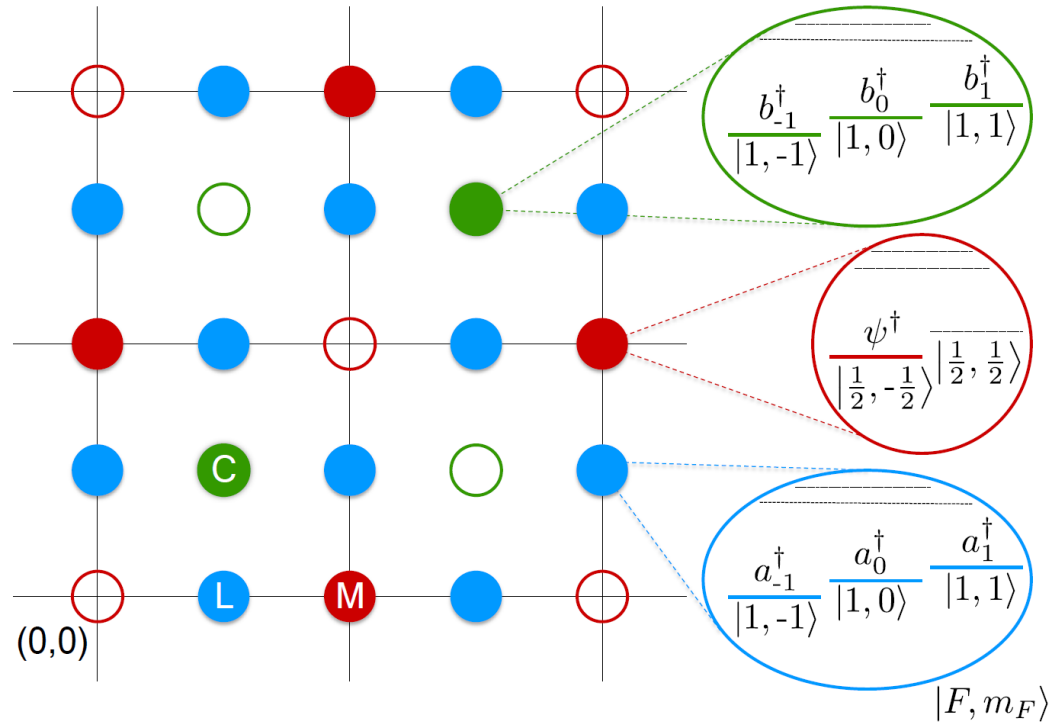 b†₋₁ b†₀ b†₁
|1, -1⟩ |1, 0⟩ |1, 1⟩
ψ†
|½, -½⟩ |½, ½⟩
C
a†₋₁ a†₀ a†₁
|1, -1⟩ |1, 0⟩ |1, 1⟩
L M
(0,0)
|F, m_F⟩